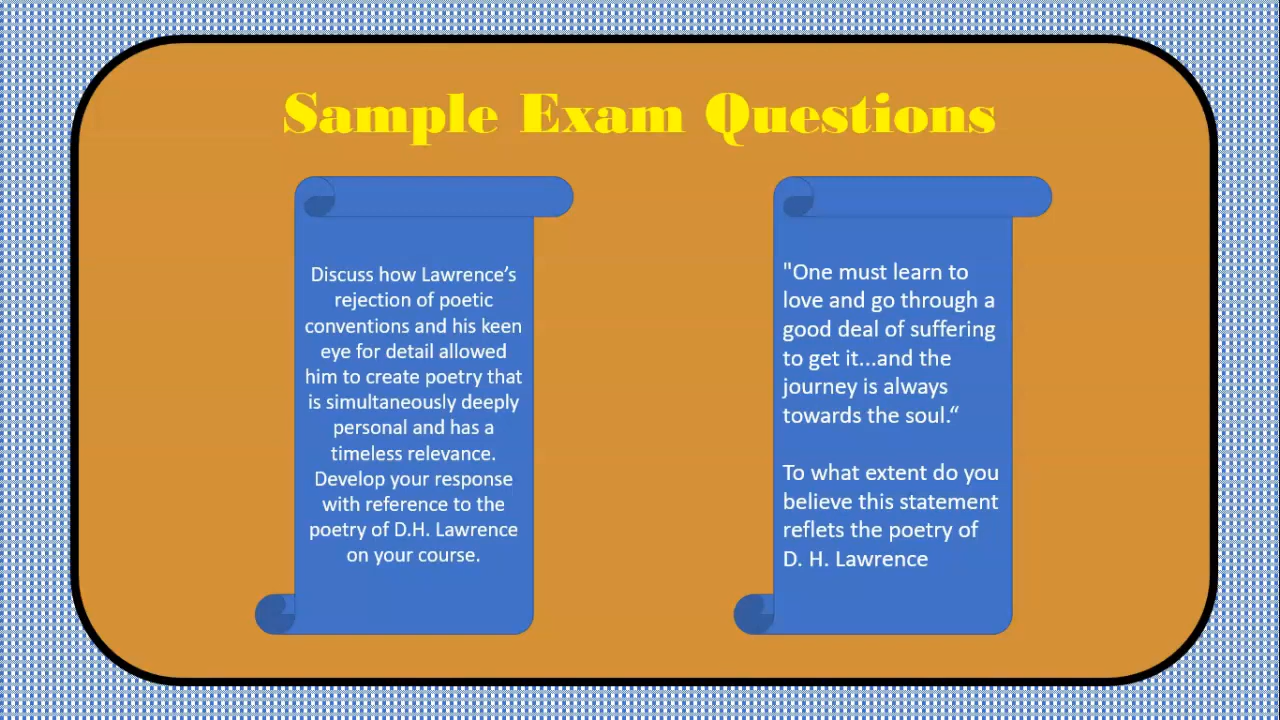 Sample Exam Questions
Discuss how Lawrence’s
rejection of poetic
conventions and his keen
eye for detail allowed
him to create poetry that
is simultaneously deeply
personal and has a
timeless relevance.
Develop your response
with reference to the
poetry of D.H. Lawrence
on your course.
"One must learn to
love and go through a
good deal of suffering
to get it...and the
journey is always
towards the soul.“
To what extent do you
believe this statement
reflets the poetry of
D. H. Lawrence